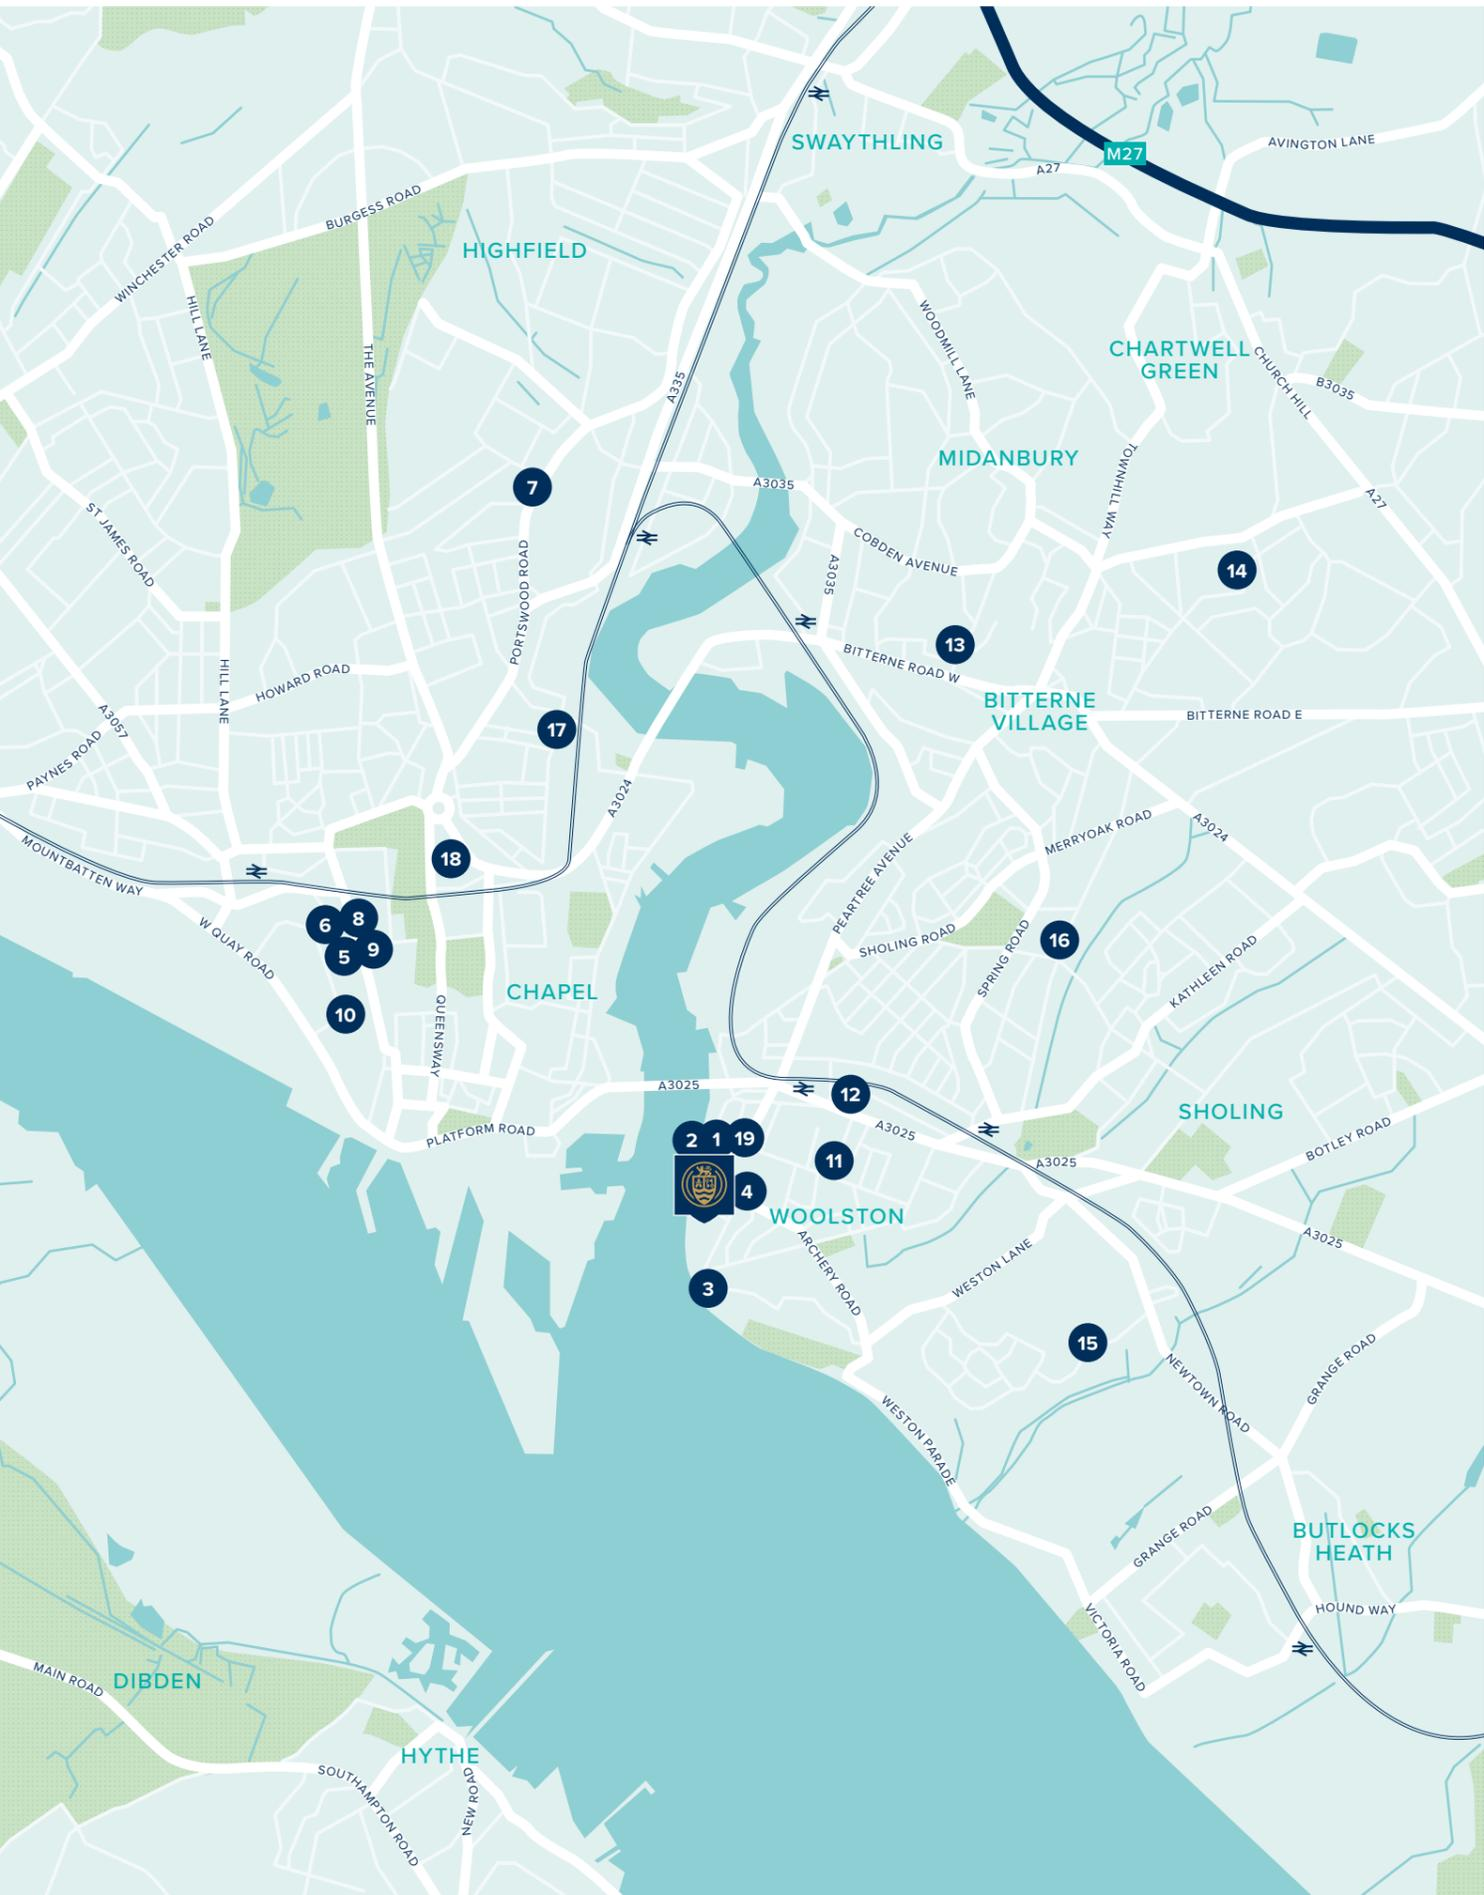 SWAYTHLING
M27
AVINGTON LANE
A27
BURGESS ROAD
WINCHESTER ROAD
HIGHFIELD
HILL LANE
THE AVENUE
A335
WOODMILL LANE
CHARTWELL
GREEN
CHURCH HILL
B3035
MIDANBURY
TOWNHILL WAY
A27
7
A3035
ST JAMES ROAD
PORTSWOOD ROAD
A3035
COBDEN AVENUE
14
13
BITTERNE ROAD W
HILL LANE
HOWARD ROAD
BITTERNE
VILLAGE
BITTERNE ROAD E
A3057
17
PAYNES ROAD
A3024
A3024
MERRYOAK ROAD
MOUNTBATTEN WAY
18
PEARTREE AVENUE
6
8
5
9
W QUAY ROAD
SHOLING ROAD
16
SPRING ROAD
KATHLEEN ROAD
CHAPEL
10
QUEENSWAY
A3025
12
PLATFORM ROAD
2
1
19
A3025
SHOLING
BOTLEY ROAD
11
A3025
4
WOOLSTON
A3025
ARCHERY ROAD
WESTON LANE
3
15
NEWTOWN ROAD
GRANGE ROAD
WESTON PARADE
GRANGE ROAD
BUTLOCKS
HEATH
HOUND WAY
VICTORIA ROAD
MAIN ROAD
DIBDEN
HYTHE
SOUTHAMPTON ROAD
NEW ROAD